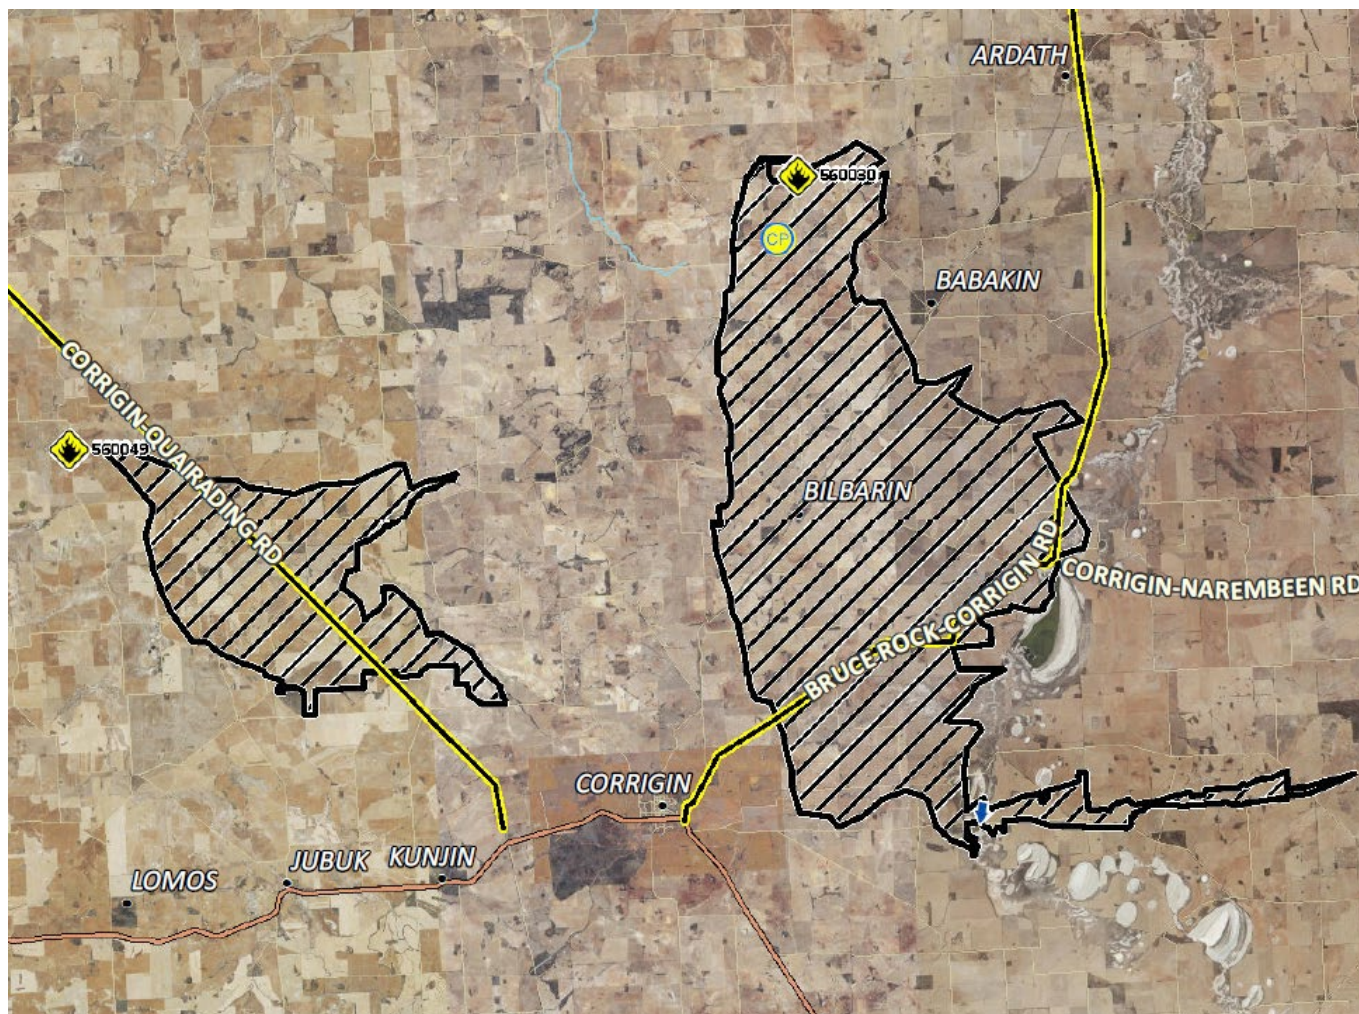 ARDATH
560030
CP
BABAKIN
CORRIGIN-QUAIRADING RD
560049
BILBARIN
BRUCE ROCK-CORRIGIN RD
CORRIGIN-NAREMBEEN RD
CORRIGIN
JUBUK
KUNJIN
LOMOS